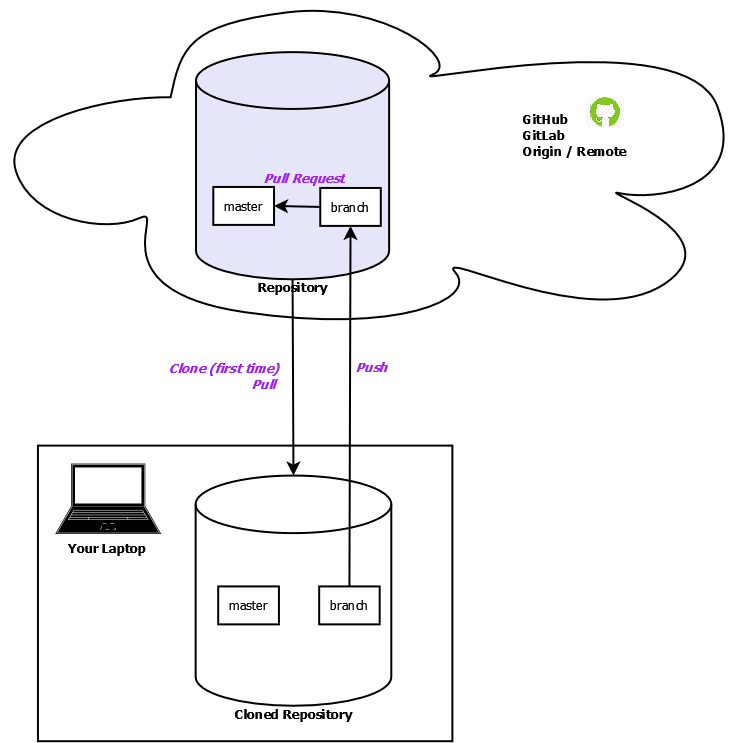 GitHub
GitLab
Origin / Remote
Pull Request
master
branch
Repository
Clone (first time)
Pull
Push
Your Laptop
master
branch
Cloned Repository